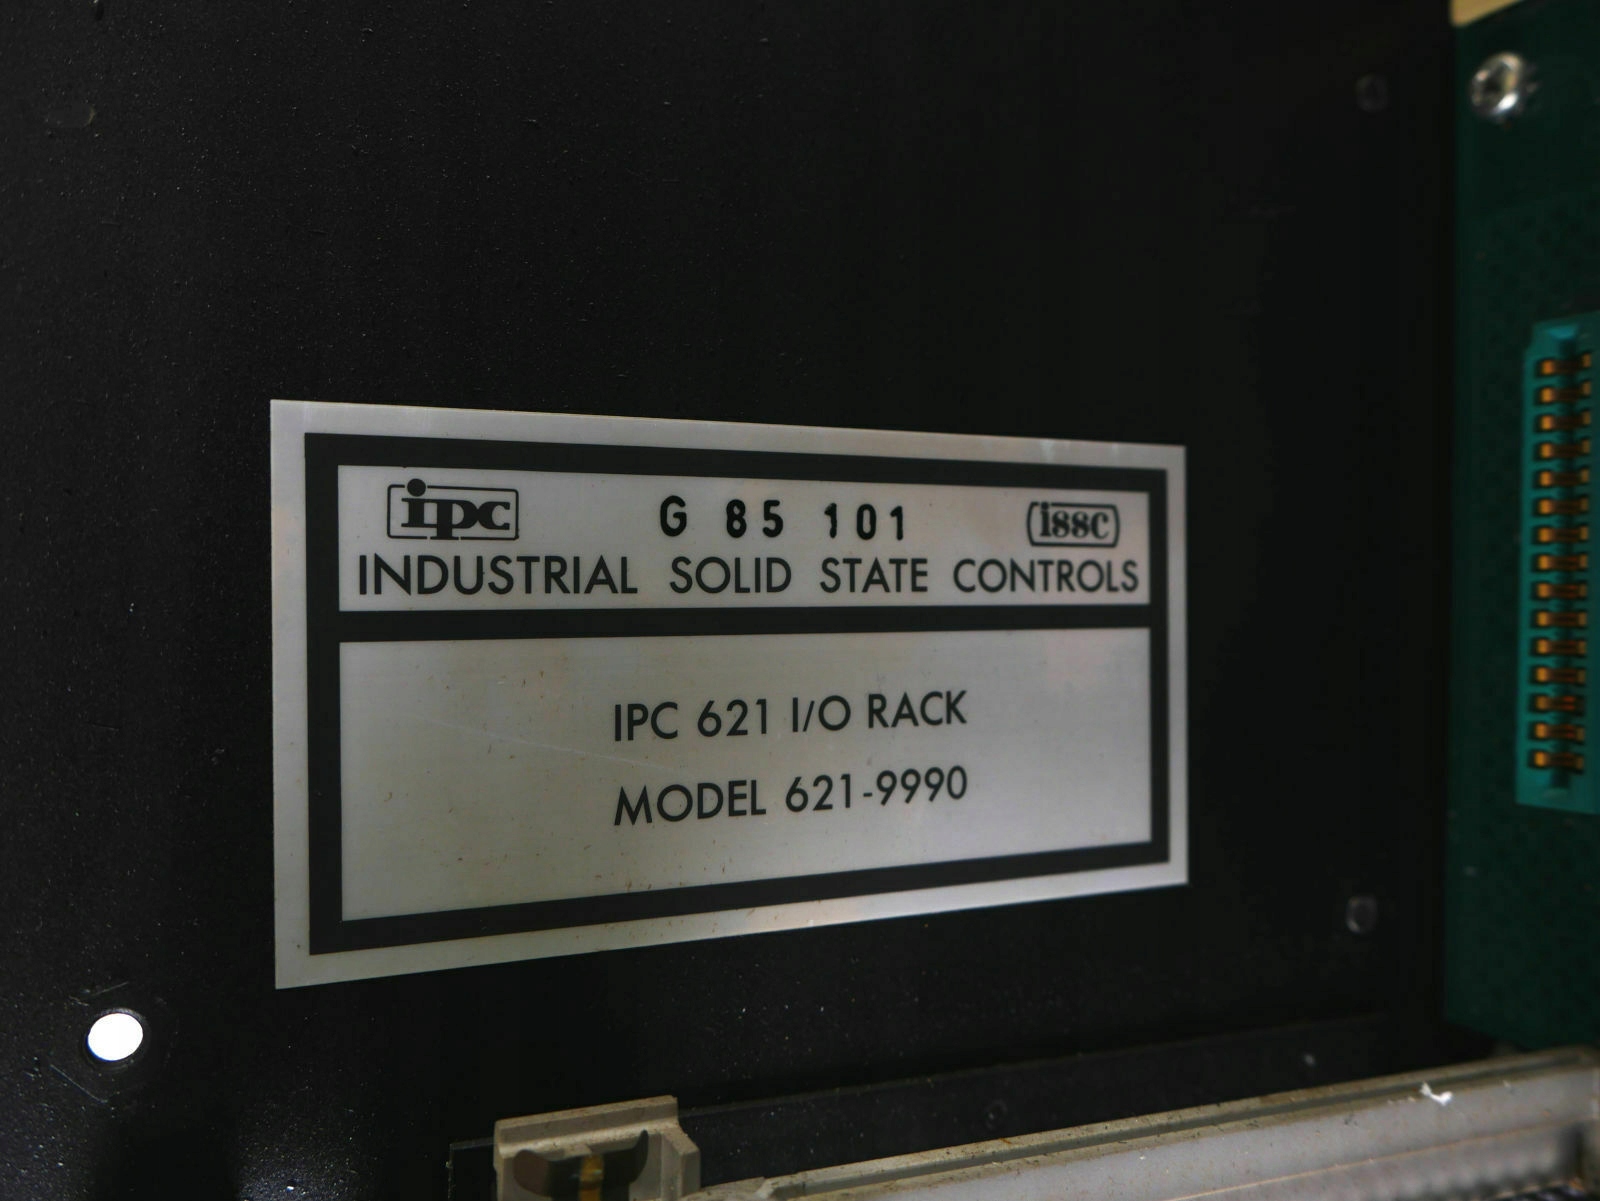 ipc G 85 101 issc
INDUSTRIAL SOLID STATE CONTROLS
IPC 621 I/O RACK
MODEL 621-9990